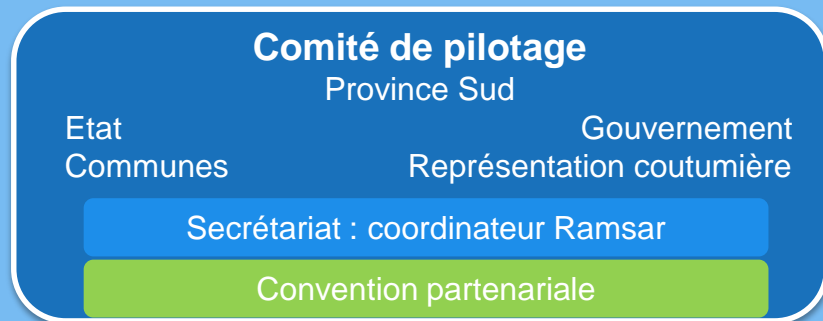 Comité de pilotage
Province Sud
Etat Gouvernement
Communes Représentation coutumière
Secrétariat : coordinateur Ramsar
Convention partenariale